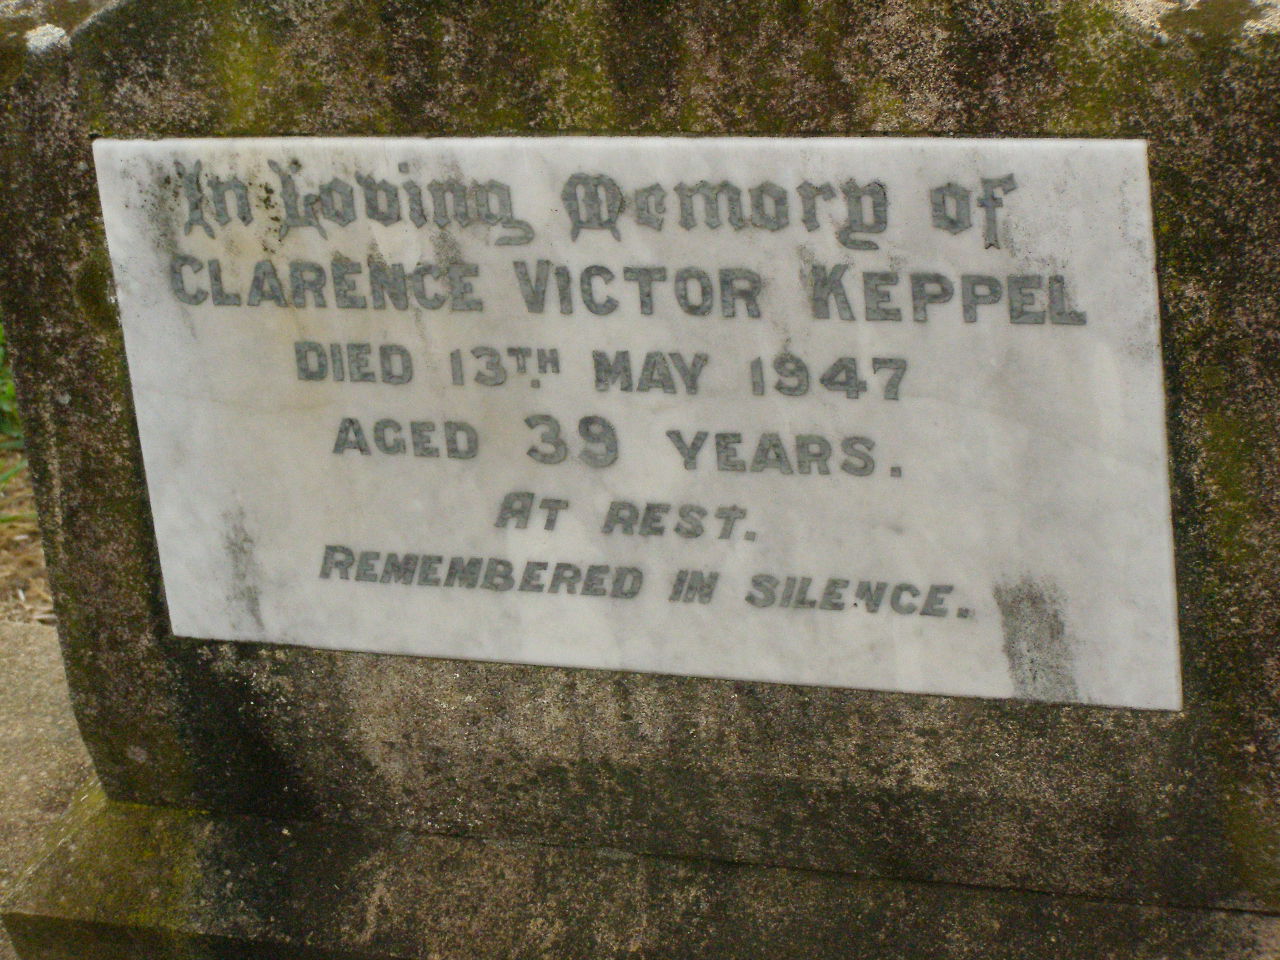 In Loving Memory of
CLARENCE VICTOR KEPPEL
DIED 13TH. MAY 1947
AGED 39 YEARS.
AT REST.
REMEMBERED IN SILENCE.